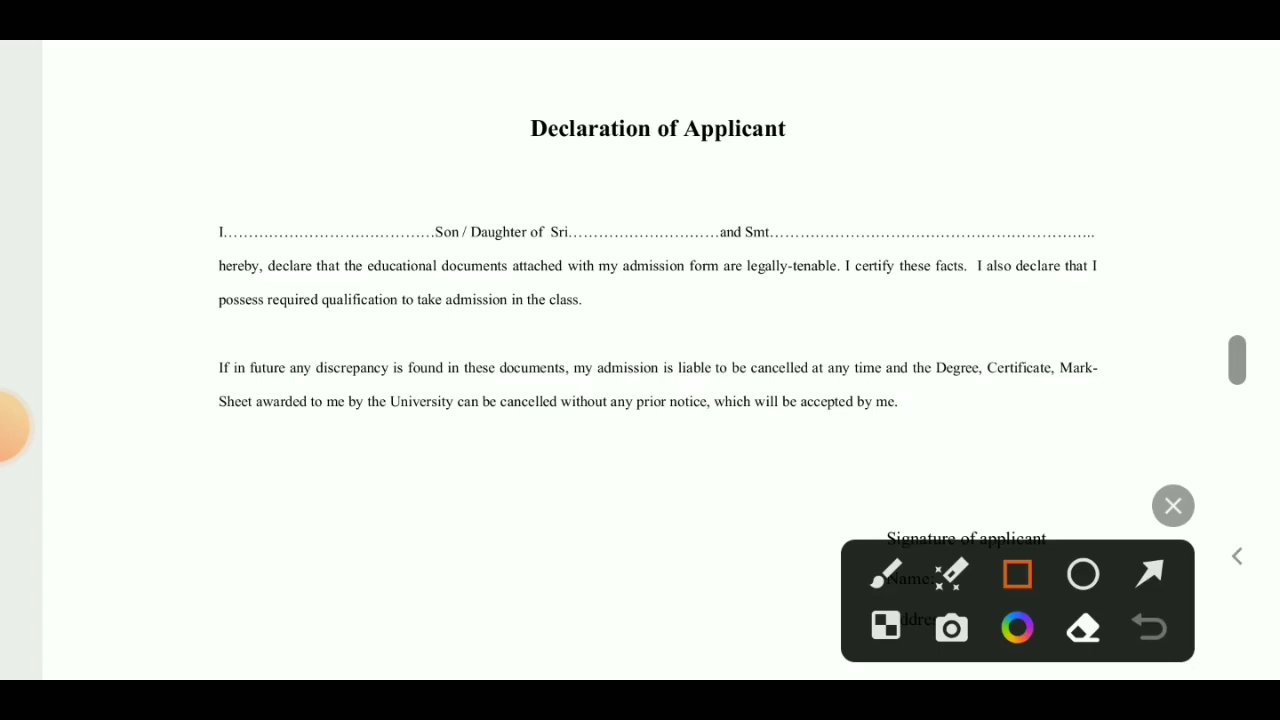 Declaration of Applicant
I……………………………………Son / Daughter of Sri…………………………and Smt………………………………………………………..
hereby, declare that the educational documents attached with my admission form are legally-tenable. I certify these facts. I also declare that I
possess required qualification to take admission in the class.
If in future any discrepancy is found in these documents, my admission is liable to be cancelled at any time and the Degree, Certificate, Mark-
Sheet awarded to me by the University can be cancelled without any prior notice, which will be accepted by me.
Signature of applicant
Name: